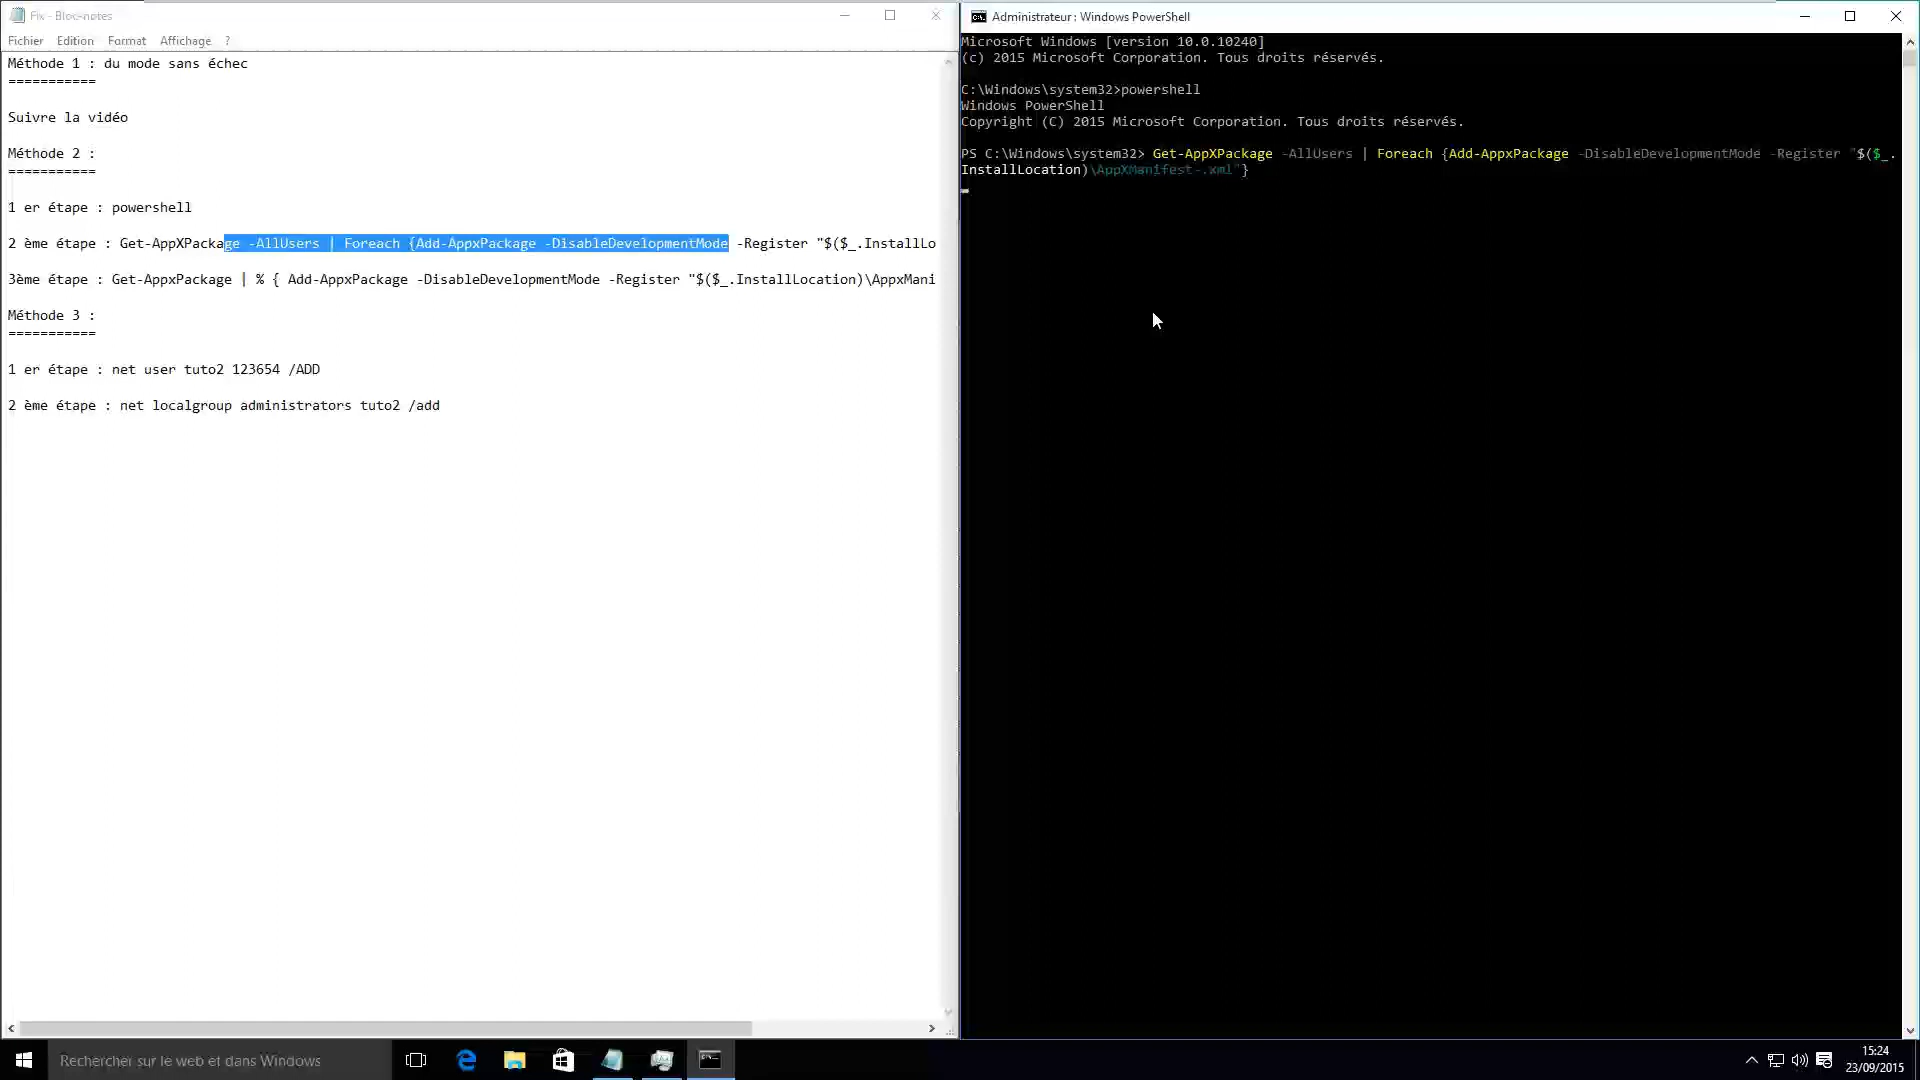 Fix - Bloc-notes
Fichier Edition Format Affichage ?
Méthode 1 : du mode sans échec
===========
Suivre la vidéo
Méthode 2 :
===========
1 er étape : powershell
2 ème étape : Get-AppXPackage -AllUsers | Foreach {Add-AppxPackage -DisableDevelopmentMode -Register "$($_.InstallLo
3ème étape : Get-AppxPackage | % { Add-AppxPackage -DisableDevelopmentMode -Register "$($_.InstallLocation)\AppxMani
Méthode 3 :
===========
1 er étape : net user tuto2 123654 /ADD
2 ème étape : net localgroup administrators tuto2 /add
Administrateur : Windows PowerShell
Microsoft Windows [version 10.0.10240]
(c) 2015 Microsoft Corporation. Tous droits réservés.
C:\Windows\system32>powershell
Windows PowerShell
Copyright (C) 2015 Microsoft Corporation. Tous droits réservés.
PS C:\Windows\system32> Get-AppXPackage -AllUsers | Foreach {Add-AppxPackage -DisableDevelopmentMode -Register "$($_.
InstallLocation)\AppXManifest-.xml"}
Rechercher sur le web et dans Windows
15:24
23/09/2015